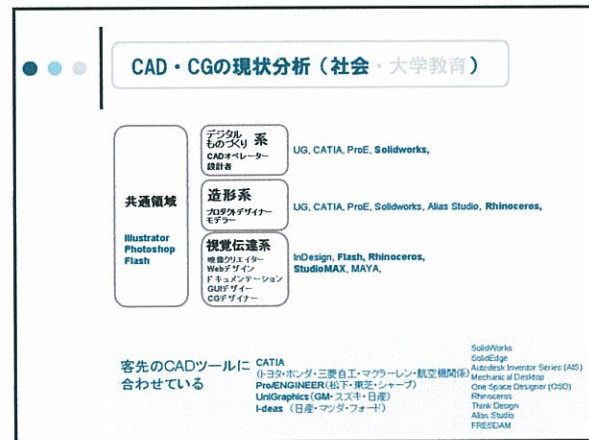 CAD・CGの現状分析（社会・大学教育）
共通領域
Illustrator
Photoshop
Flash
デジタル
ものづくり 系
CADオペレーター
設計者
UG, CATIA, ProE, Solidworks,
造形系
プロダクトデザイナー
モデラー
UG, CATIA, ProE, Solidworks, Alias Studio, Rhinoceros,
視覚伝達系
映像クリエイター
Webデザイン
ドキュメンテーション
GUIデザイー
CGデザイナー
InDesign, Flash, Rhinoceros,
StudioMAX, MAYA,
客先のCADツールに
合わせている
CATIA
(トヨタ・ホンダ・三菱自工・マクラーレン・航空機関係)
Pro/ENGINEER(松下・東芝・シャープ)
UniGraphics(GM・スズキ・日産)
I-deas （日産・マツダ・フォード）
SolidWorks
SolidEdge
Autodesk Inventor Series (AIS)
Mechanical Desktop
One Space Designer (OSD)
Rhinoceros
Think Design
Alias Studio
FRESDAM